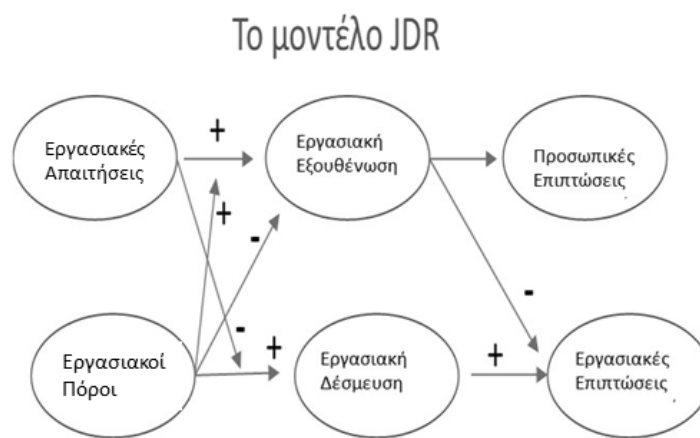 Το μοντέλο JDR
Εργασιακές
Απαιτήσεις
+
Εργασιακή
Εξουθένωση
Προσωπικές
Επιπτώσεις
+
-
-
-
Εργασιακοί
Πόροι
+
Εργασιακή
Δέσμευση
+
Εργασιακές
Επιπτώσεις